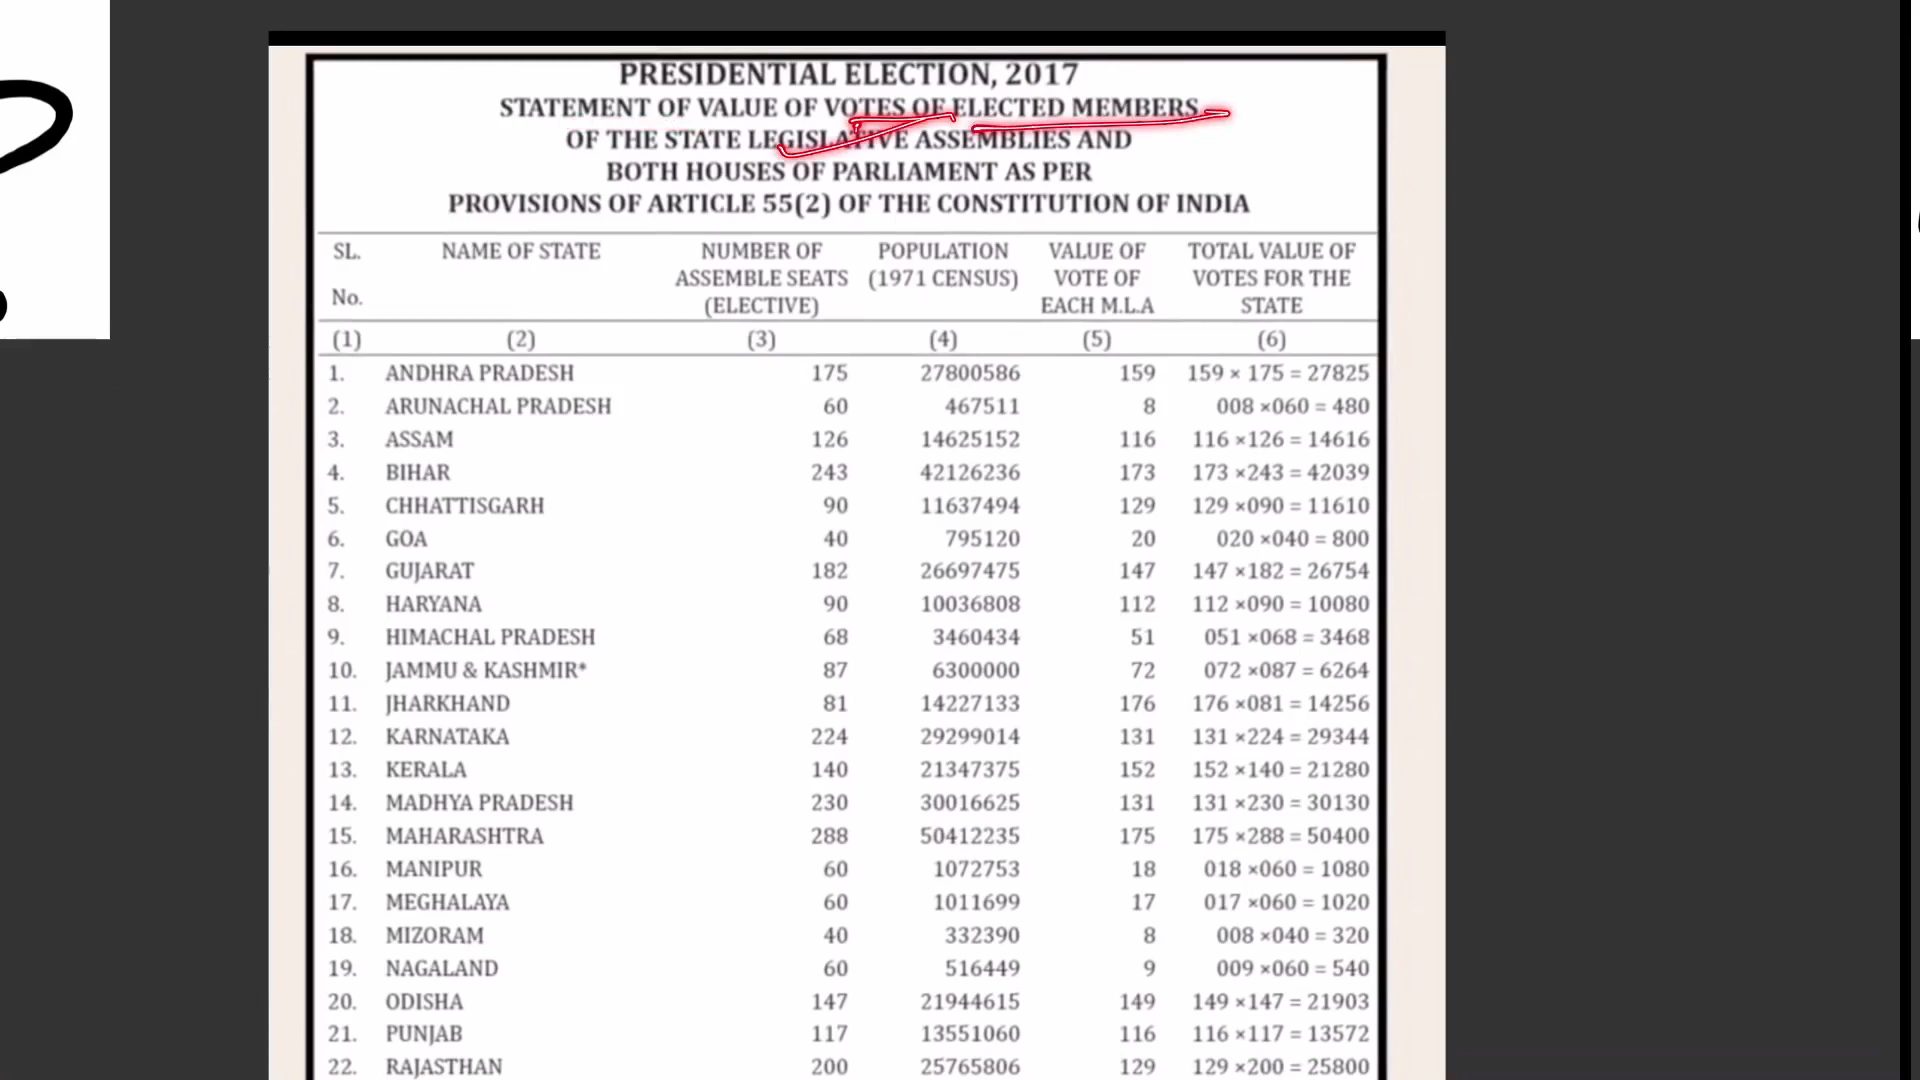 PRESIDENTIAL ELECTION, 2017
STATEMENT OF VALUE OF VOTES OF ELECTED MEMBERS
OF THE STATE LEGISLATIVE ASSEMBLIES AND
BOTH HOUSES OF PARLIAMENT AS PER
PROVISIONS OF ARTICLE 55(2) OF THE CONSTITUTION OF INDIA
SL. NAME OF STATE NUMBER OF POPULATION VALUE OF TOTAL VALUE OF
ASSEMBLE SEATS (1971 CENSUS) VOTE OF VOTES FOR THE
No. (ELECTIVE) EACH M.L.A STATE
(1) (2) (3) (4) (5) (6)
1. ANDHRA PRADESH 175 27800586 159 159 × 175 = 27825
2. ARUNACHAL PRADESH 60 467511 8 008 ×060 = 480
3. ASSAM 126 14625152 116 116 ×126 = 14616
4. BIHAR 243 42126236 173 173 ×243 = 42039
5. CHHATTISGARH 90 11637494 129 129 ×090 = 11610
6. GOA 40 795120 20 020 ×040 = 800
7. GUJARAT 182 26697475 147 147 ×182 = 26754
8. HARYANA 90 10036808 112 112 ×090 = 10080
9. HIMACHAL PRADESH 68 3460434 51 051 ×068 = 3468
10. JAMMU & KASHMIR* 87 6300000 72 072 ×087 = 6264
11. JHARKHAND 81 14227133 176 176 ×081 = 14256
12. KARNATAKA 224 29299014 131 131 ×224 = 29344
13. KERALA 140 21347375 152 152 ×140 = 21280
14. MADHYA PRADESH 230 30016625 131 131 ×230 = 30130
15. MAHARASHTRA 288 50412235 175 175 ×288 = 50400
16. MANIPUR 60 1072753 18 018 ×060 = 1080
17. MEGHALAYA 60 1011699 17 017 ×060 = 1020
18. MIZORAM 40 332390 8 008 ×040 = 320
19. NAGALAND 60 516449 9 009 ×060 = 540
20. ODISHA 147 21944615 149 149 ×147 = 21903
21. PUNJAB 117 13551060 116 116 ×117 = 13572
22. RAJASTHAN 200 25765806 129 129 ×200 = 25800